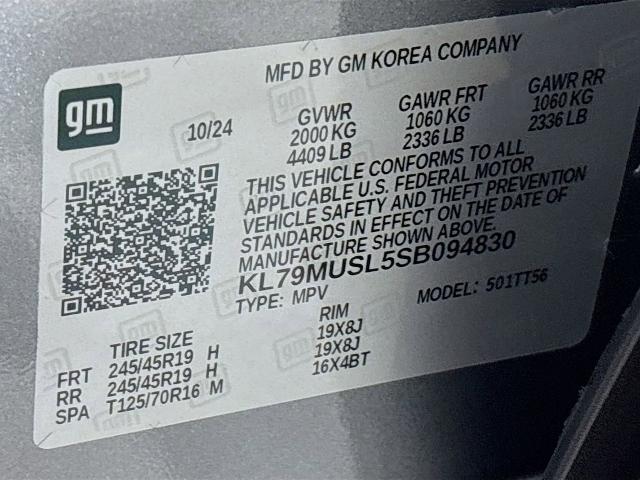 MFD BY GM KOREA COMPANY
gm
10/24
GVWR GAWR FRT GAWR RR
2000 KG 1060 KG 1060 KG
4409 LB 2336 LB 2336 LB
THIS VEHICLE CONFORMS TO ALL
APPLICABLE U.S. FEDERAL MOTOR
VEHICLE SAFETY AND THEFT PREVENTION
STANDARDS IN EFFECT ON THE DATE OF
MANUFACTURE SHOWN ABOVE.
KL79MUSL5SB094830
TYPE: MPV MODEL: 501TT56
TIRE SIZE RIM
FRT 245/45R19 H 19X8J
RR 245/45R19 H 19X8J
SPA T125/70R16 M 16X4BT